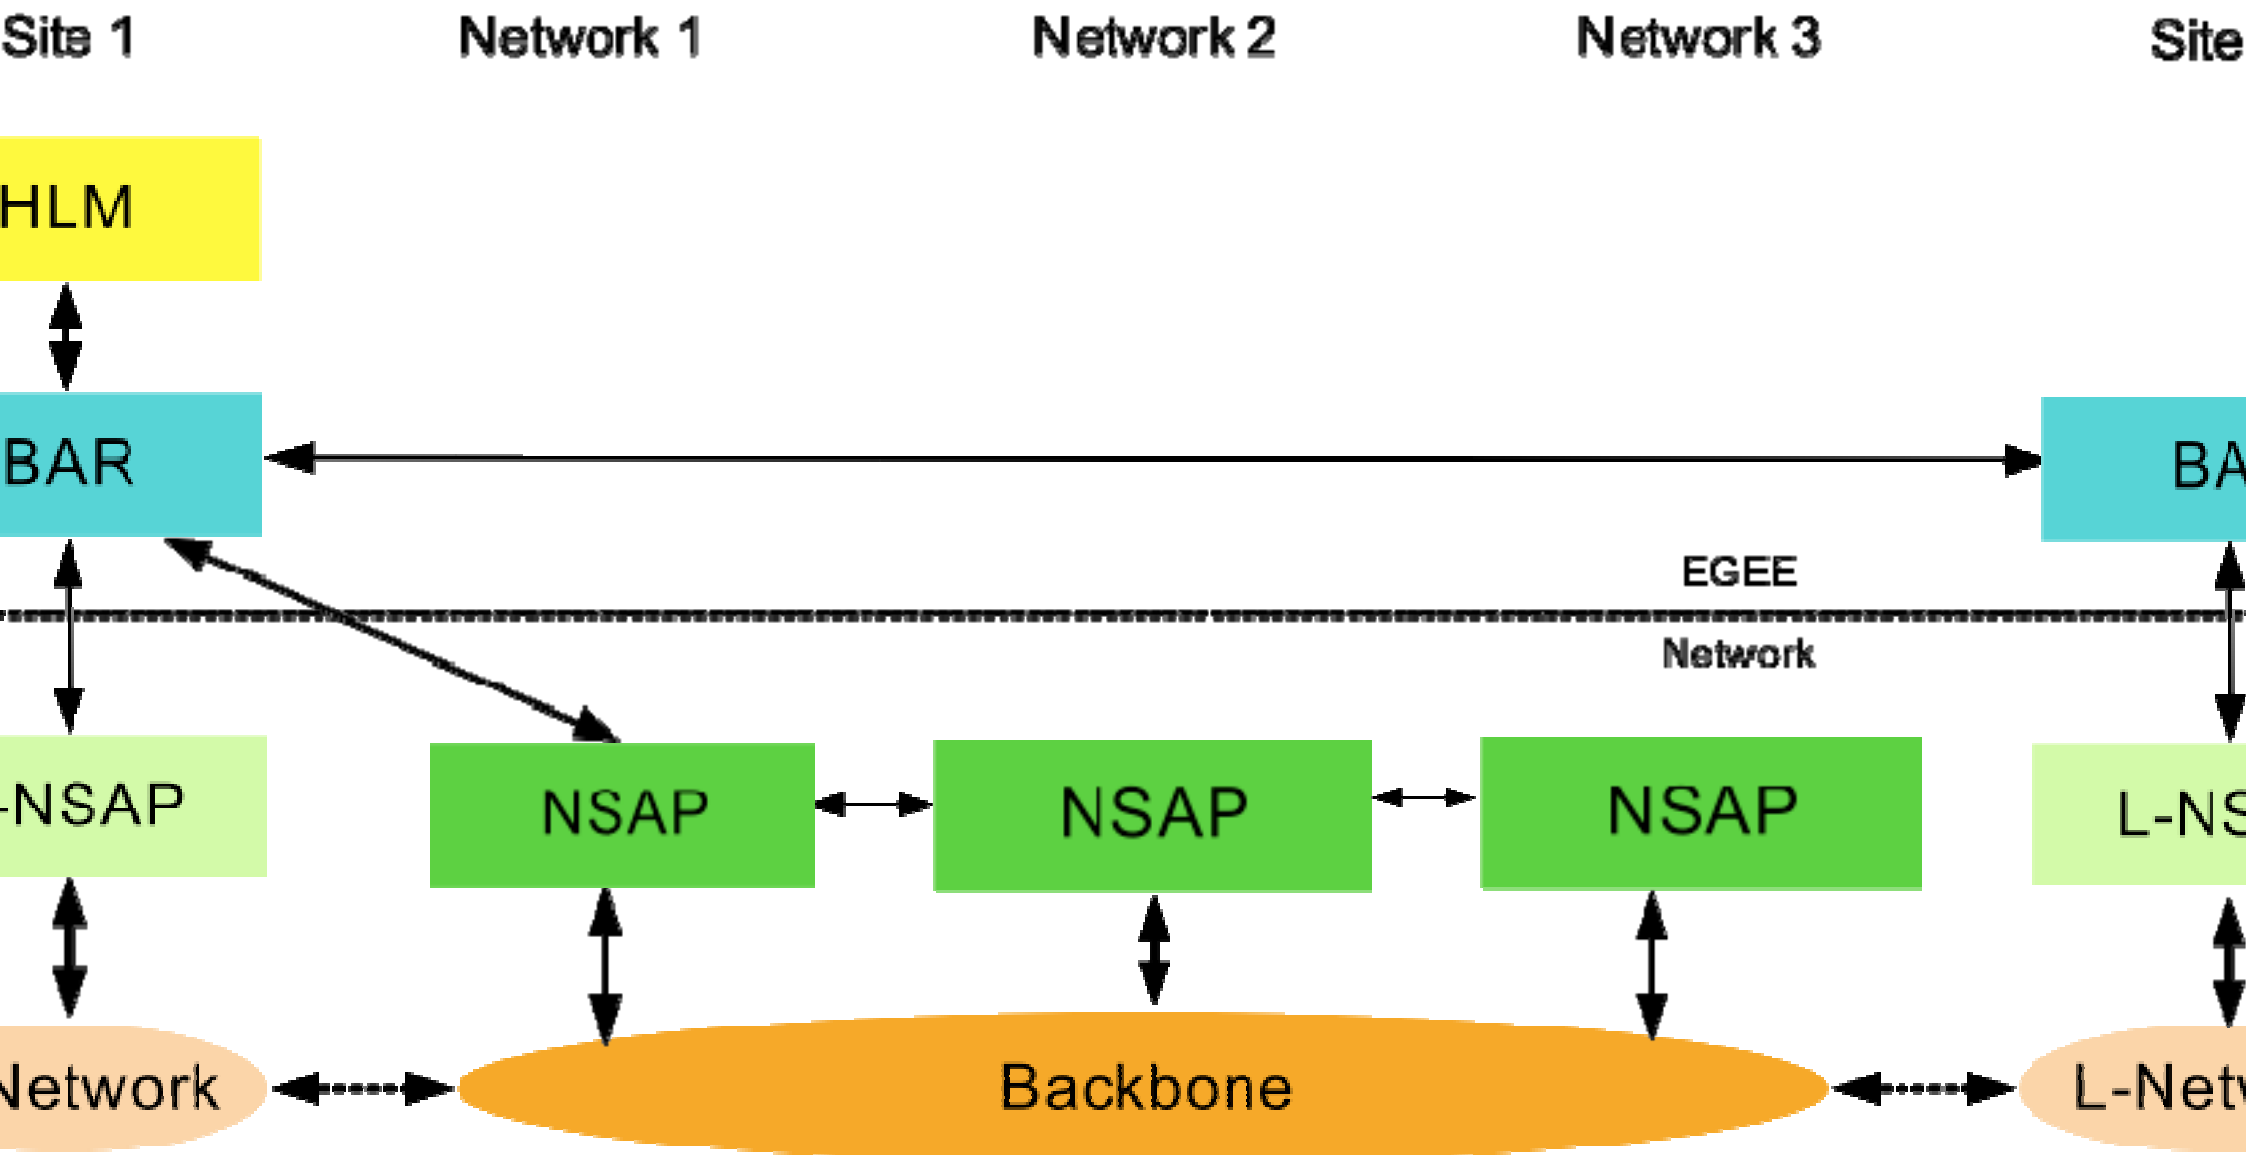 Site 1 Network 1 Network 2 Network 3 Site
HLM
BAR BA
EGEE
Network
-NSAP NSAP NSAP NSAP L-NS
Network Backbone L-Netw